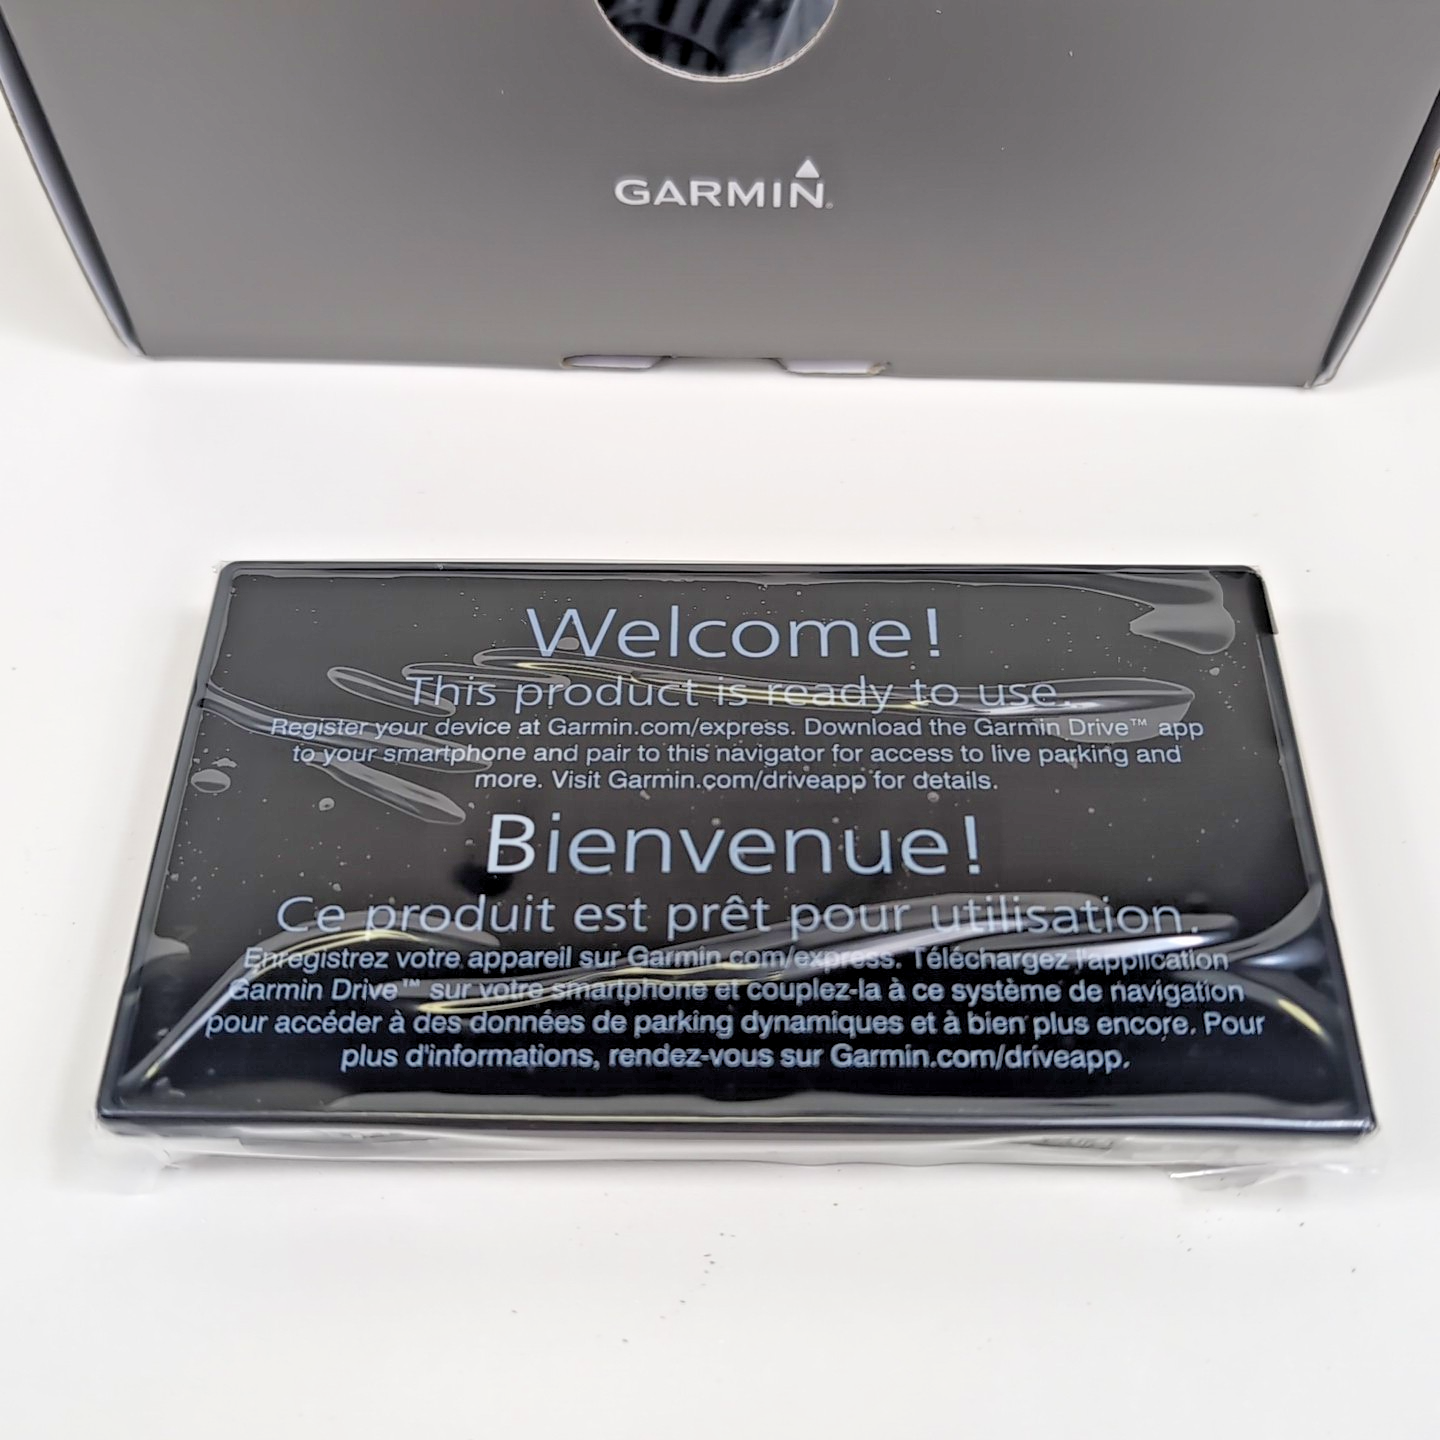 GARMIN
Welcome!
This product is ready to use.
Register your device at Garmin.com/express. Download the Garmin Drive™ app
to your smartphone and pair to this navigator for access to live parking and
more. Visit Garmin.com/driveapp for details.
Bienvenue!
Ce produit est prêt pour utilisation.
Enregistrez votre appareil sur Garmin.com/express. Téléchargez l'application
Garmin Drive™ sur votre smartphone et couplez-la à ce système de navigation
pour accéder à des données de parking dynamiques et à bien plus encore. Pour
plus d'informations, rendez-vous sur Garmin.com/driveapp.